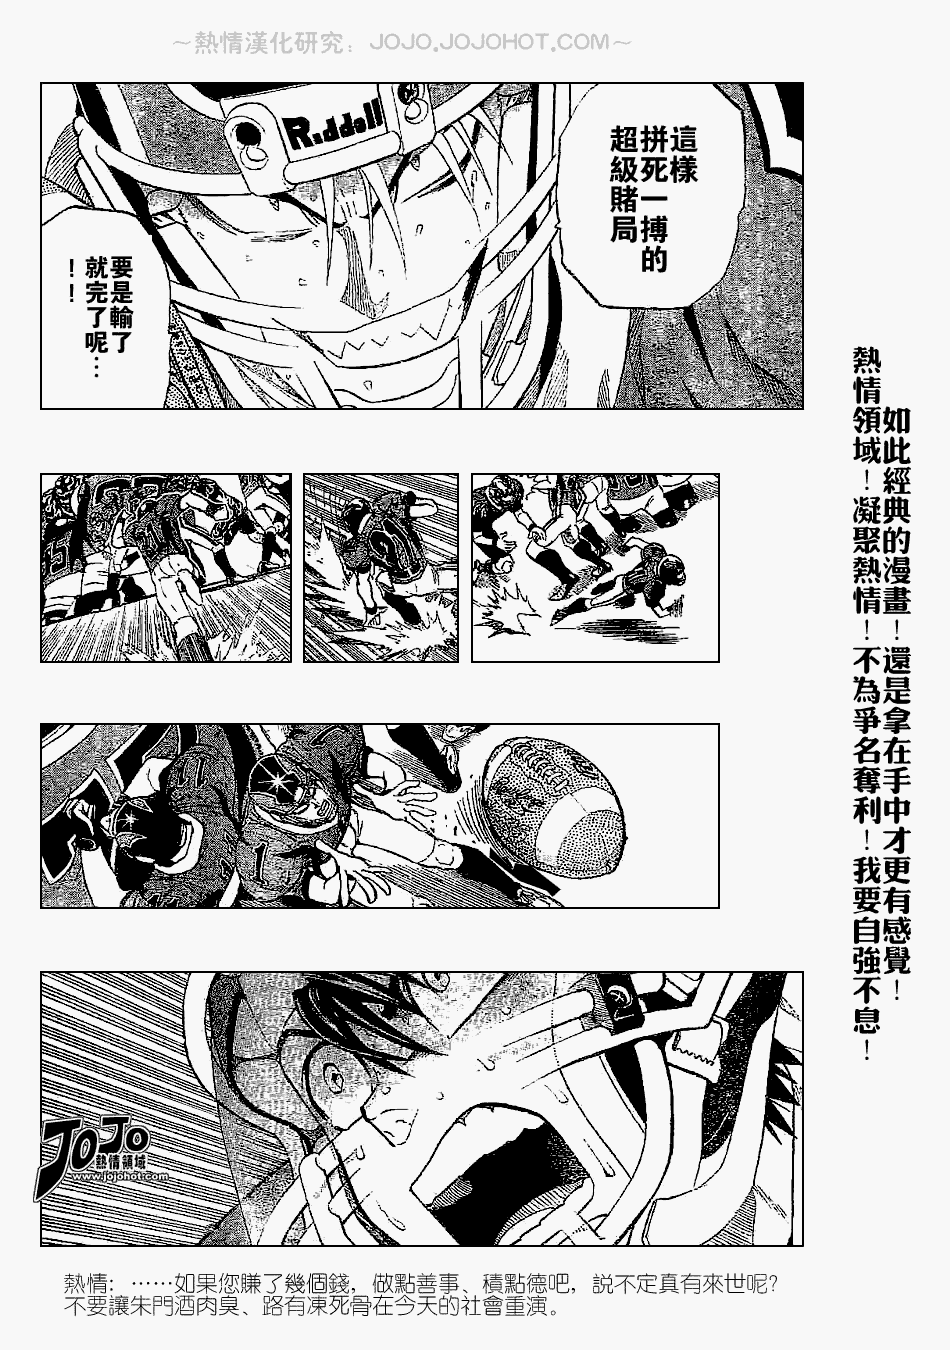 ～熱情漢化研究：JOJO.JOJOHOT.COM～
Riddell
這樣
拼死一搏的
超級賭局
要是輸了
就完了呢…
！！
如此經典的漫畫！還是拿在手中才更有感覺！
熱情領域！凝聚熱情！不為爭名奪利！我要自強不息！
JOJO
熱情領域
www.jojohot.com
熱情：……如果您賺了幾個錢，做點善事、積點德吧，説不定真有來世呢？
不要讓朱門酒肉臭、路有凍死骨在今天的社會重演。